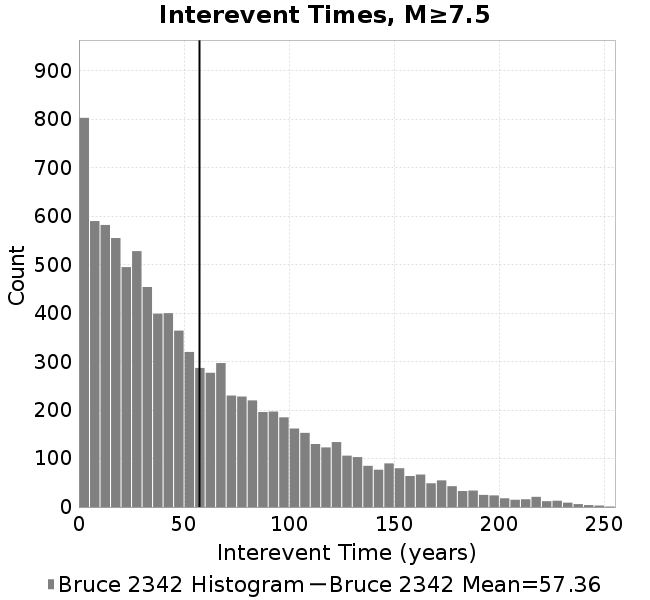 Interevent Times, M≥7.5
900
800
700
600
500
400
300
200
100
0
Count
0 50 100 150 200 250
Interevent Time (years)
Bruce 2342 Histogram Bruce 2342 Mean=57.36